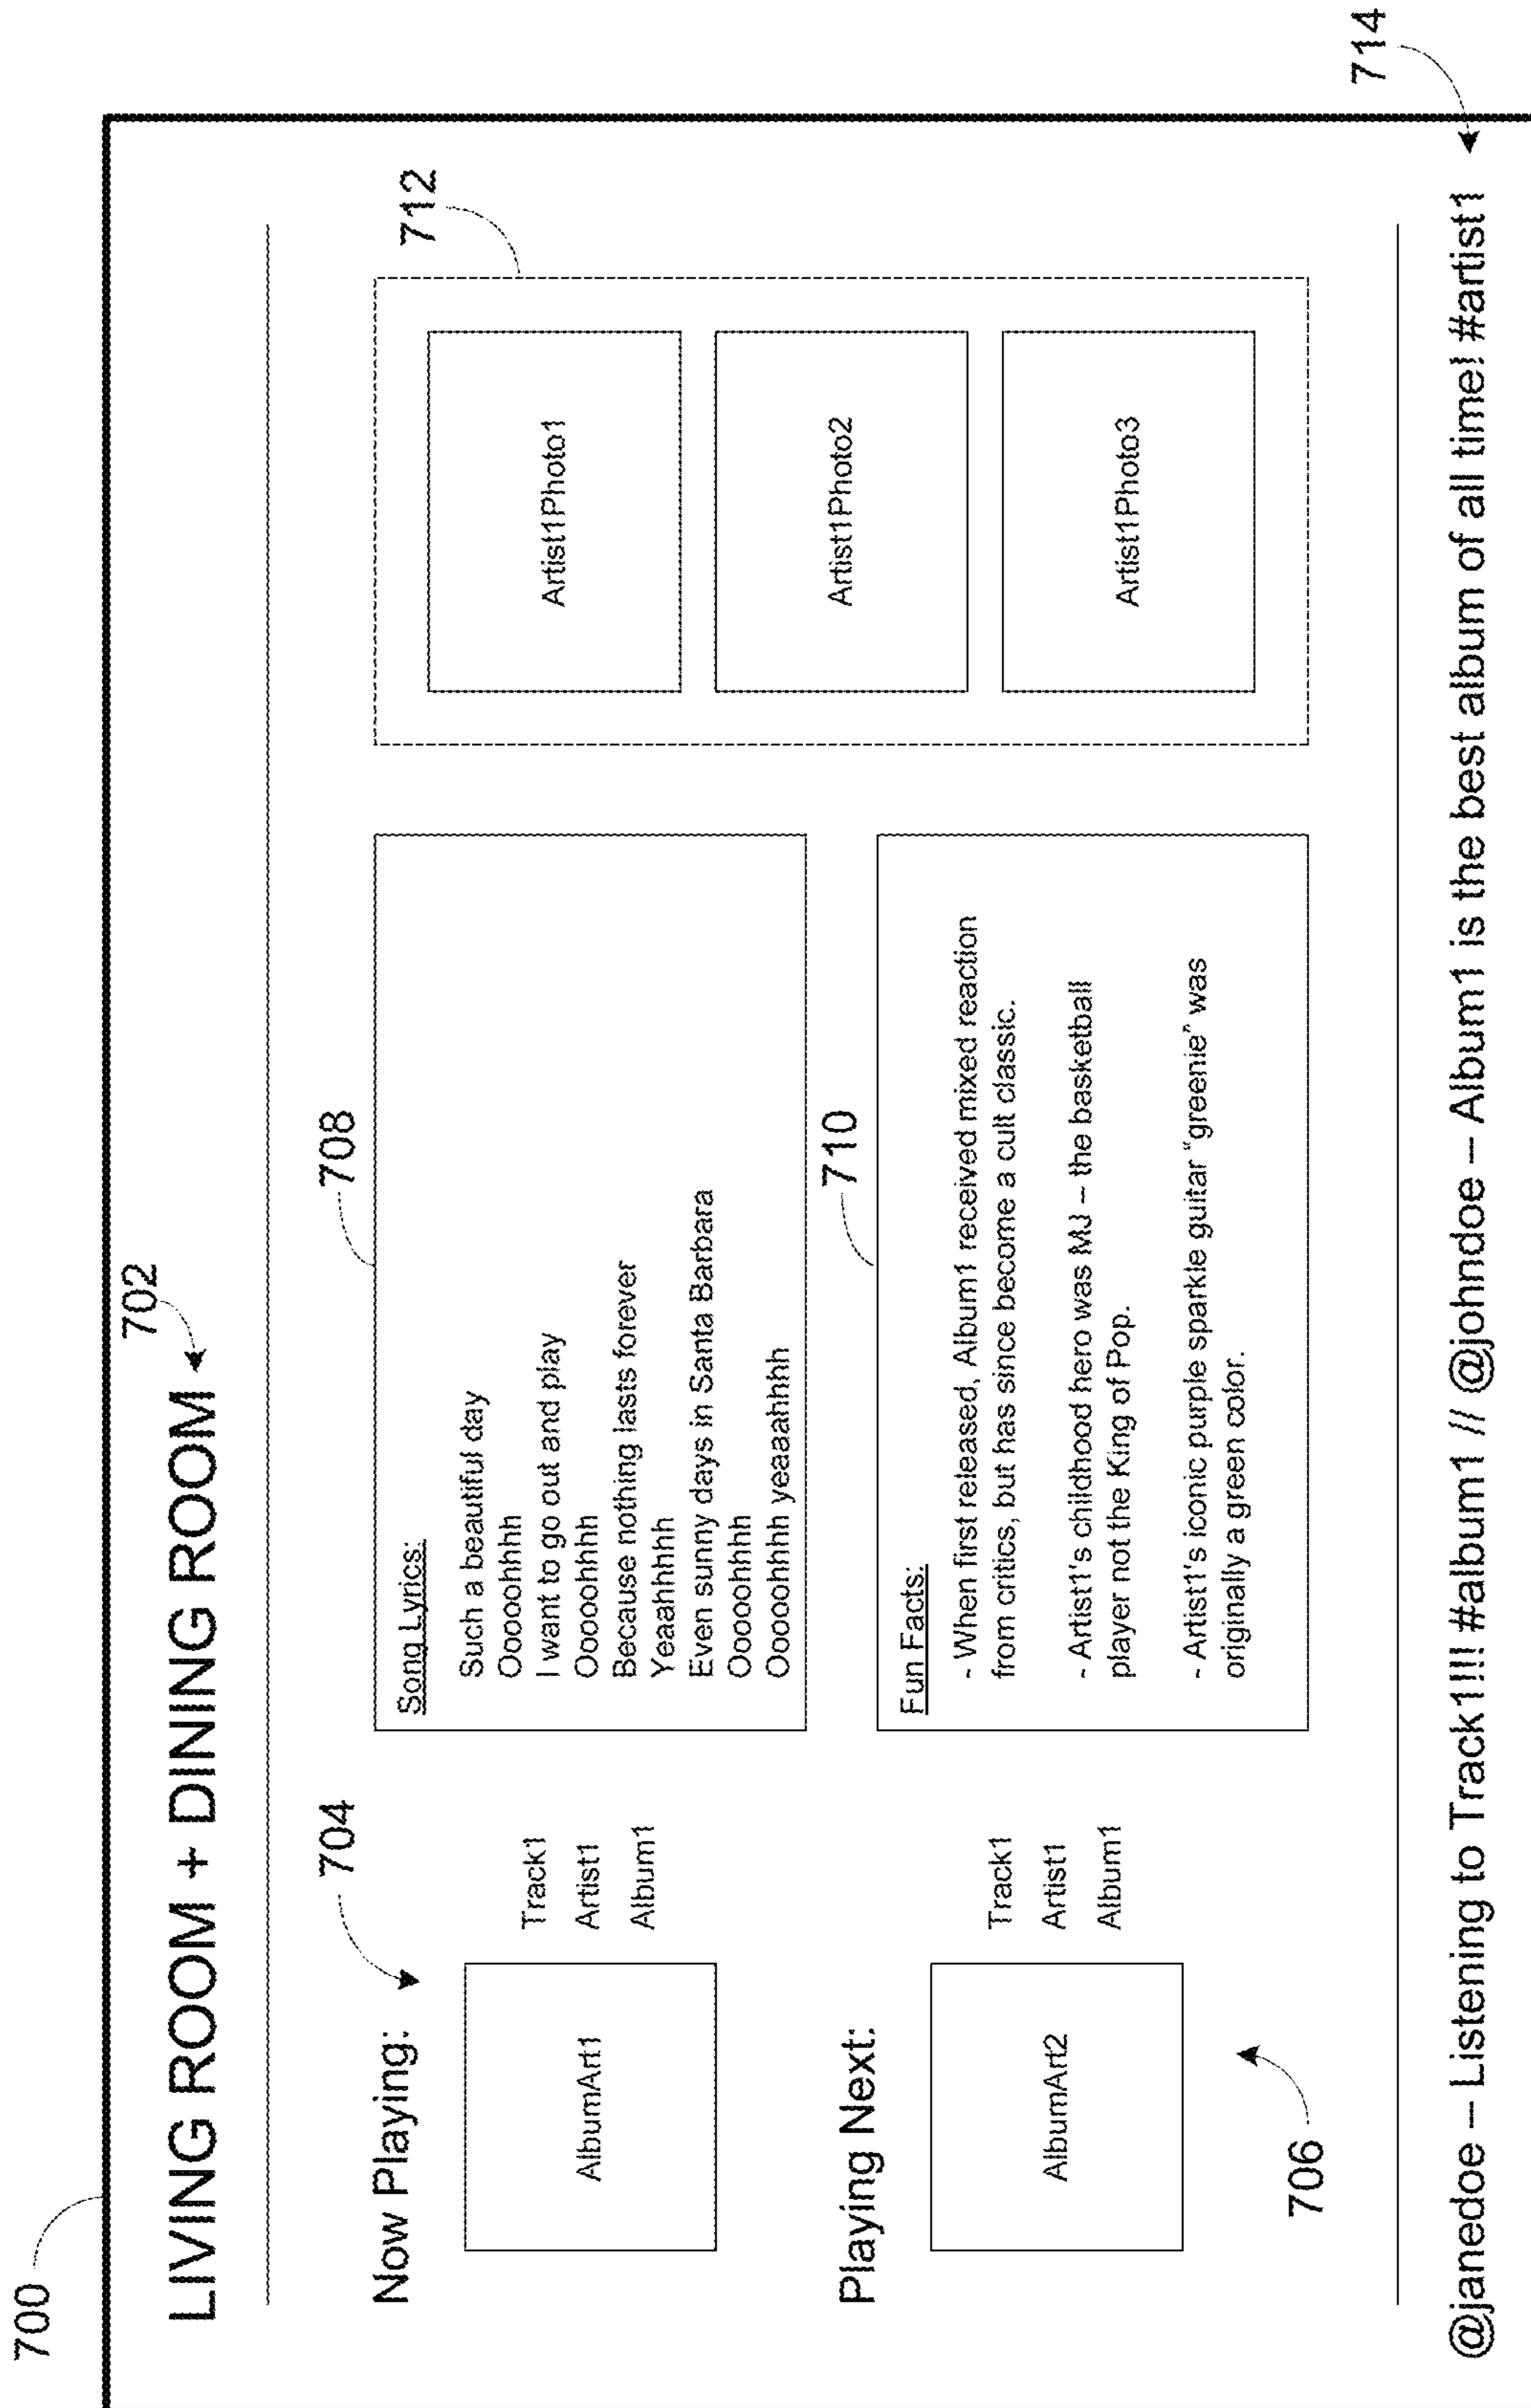 700
LIVING ROOM + DINING ROOM
702
Now Playing:
704
AlbumArt1
Track1
Artist1
Album1
Playing Next:
AlbumArt2
Track1
Artist1
Album1
706
708
Song Lyrics:
Such a beautiful day
Ooooohhhh
I want to go out and play
Ooooohhhh
Because nothing lasts forever
Yeaahhhhh
Even sunny days in Santa Barbara
Ooooohhhh
Ooooohhhh yeaaahhhh
710
Fun Facts:
- When first released, Album1 received mixed reaction
from critics, but has since become a cult classic.
- Artist1's childhood hero was MJ – the basketball
player not the King of Pop.
- Artist1's iconic purple sparkle guitar "greenie" was
originally a green color.
712
Artist1Photo1
Artist1Photo2
Artist1Photo3
714
@janedoe – Listening to Track1!!! #album1 // @johndoe – Album1 is the best album of all time! #artist1